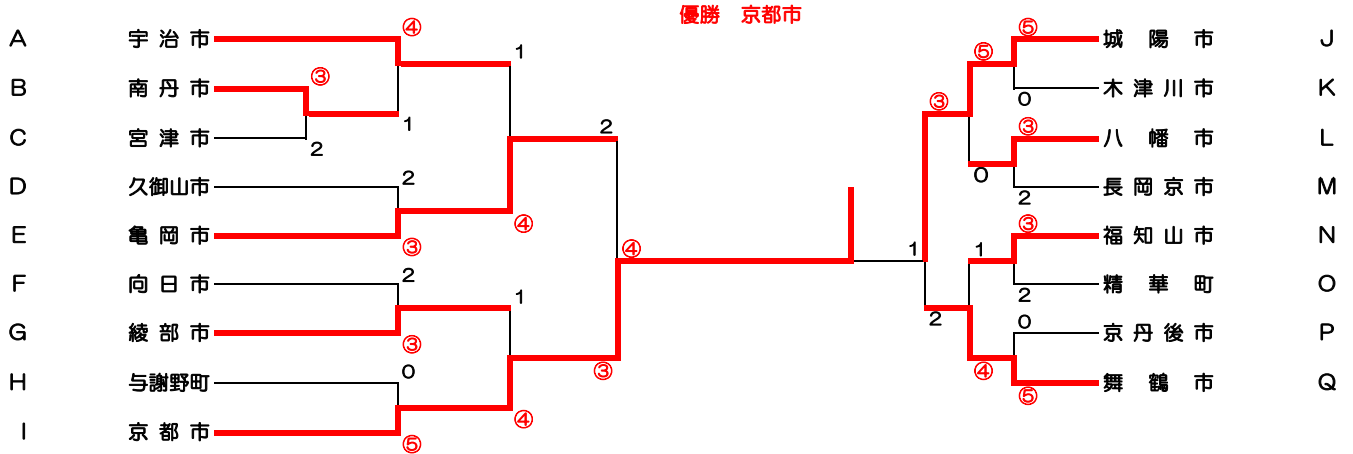 優勝 京都市
A 宇治市 ④ 1 ⑤ 城陽市 J
⑤
B 南丹市 ③ 0 木津川市 K
③
C 宮津市 2 1 2 ③ 八幡市 L
0
D 久御山市 2 2 長岡京市 M
E 亀岡市 ③ ④ ④ 1 1 ③ 福知山市 N
F 向日市 2 1 2 精華町 O
G 綾部市 ③ 2 0 京丹後市 P
H 与謝野町 0 ③ ④ 舞鶴市 Q
I 京都市 ⑤ ④ ⑤